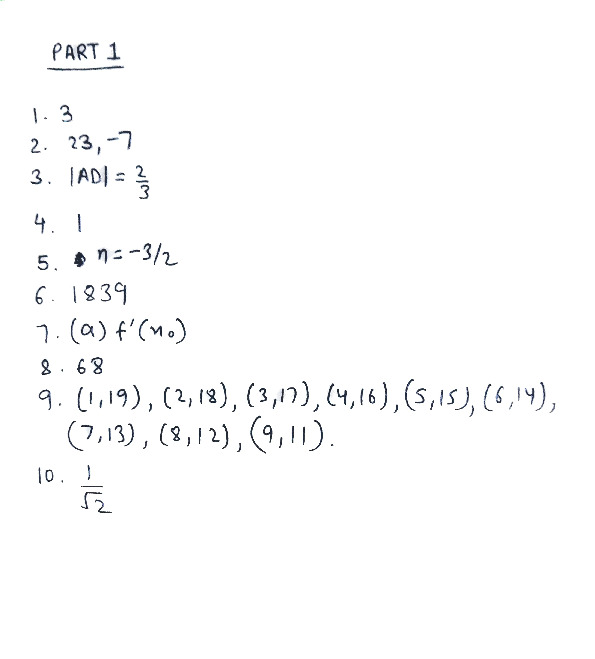 PART 1
1. 3
2. 23, -7
3. |AD| = 2/3
4. 1
5. n = -3/2
6. 1839
7. (a) f'(x₀)
8. 68
9. (1,19), (2,18), (3,17), (4,16), (5,15), (6,14),
(7,13), (8,12), (9,11).
10. 1/√2